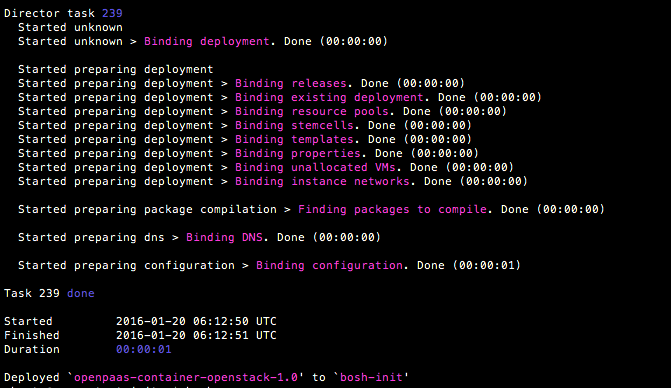 Director task 239
Started unknown
Started unknown > Binding deployment. Done (00:00:00)
Started preparing deployment
Started preparing deployment > Binding releases. Done (00:00:00)
Started preparing deployment > Binding existing deployment. Done (00:00:00)
Started preparing deployment > Binding resource pools. Done (00:00:00)
Started preparing deployment > Binding stemcells. Done (00:00:00)
Started preparing deployment > Binding templates. Done (00:00:00)
Started preparing deployment > Binding properties. Done (00:00:00)
Started preparing deployment > Binding unallocated VMs. Done (00:00:00)
Started preparing deployment > Binding instance networks. Done (00:00:00)
Started preparing package compilation > Finding packages to compile. Done (00:00:00)
Started preparing dns > Binding DNS. Done (00:00:00)
Started preparing configuration > Binding configuration. Done (00:00:01)
Task 239 done
Started 2016-01-20 06:12:50 UTC
Finished 2016-01-20 06:12:51 UTC
Duration 00:00:01
Deployed `openpaas-container-openstack-1.0' to `bosh-init'